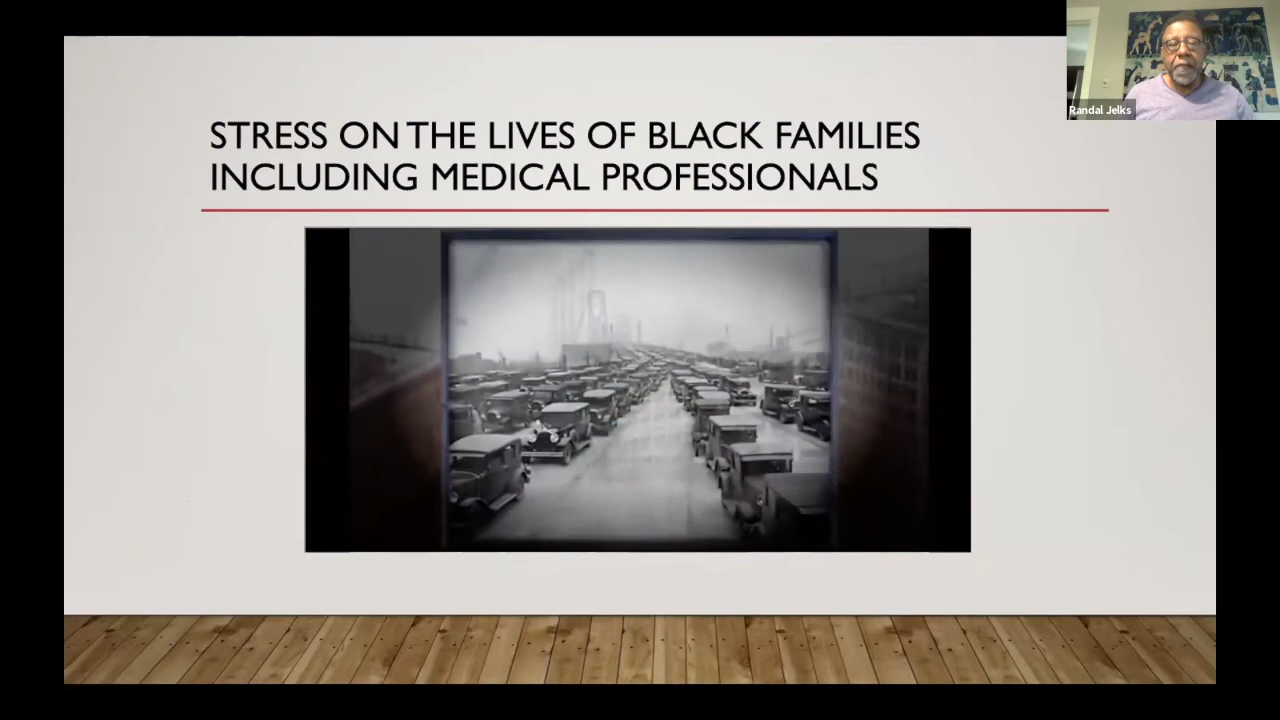 STRESS ON THE LIVES OF BLACK FAMILIES
INCLUDING MEDICAL PROFESSIONALS
Randal Jelks